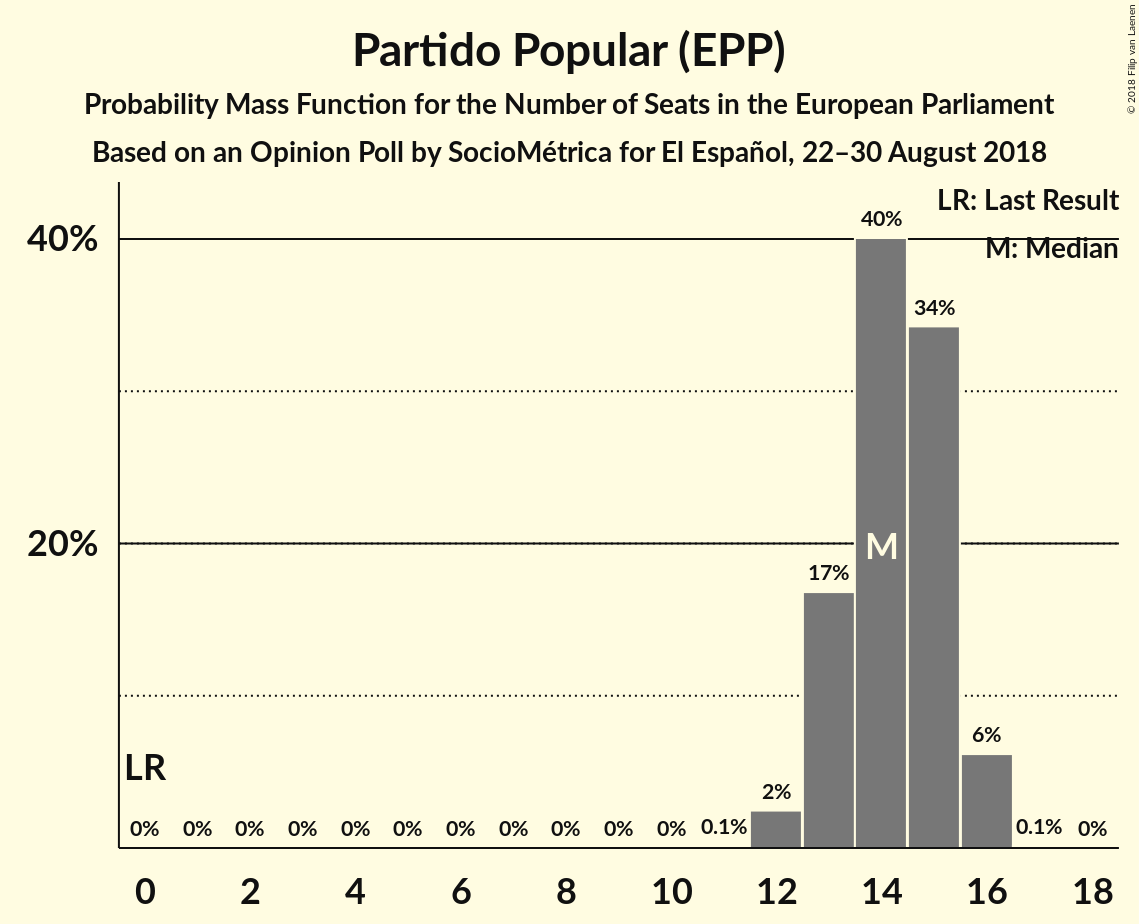 Partido Popular (EPP)
Probability Mass Function for the Number of Seats in the European Parliament
Based on an Opinion Poll by SocioMétrica for El Español, 22–30 August 2018
© 2018 Filip van Laenen
LR: Last Result
M: Median
40%
20%
40%
34%
17%
M
6%
2%
LR
0% 0% 0% 0% 0% 0% 0% 0% 0% 0% 0% 0.1% 0.1% 0%
0 2 4 6 8 10 12 14 16 18